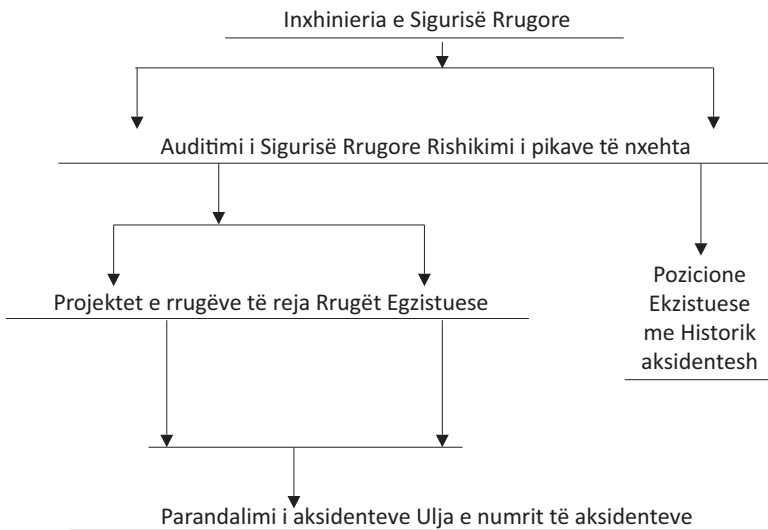 Inxhinieria e Sigurisë Rrugore
Auditimi i Sigurisë Rrugore Rishikimi i pikave të nxehta
Projektet e rrugëve të reja Rrugët Egzistuese
Pozicione
Ekzistuese
me Historik
aksidentesh
Parandalimi i aksidenteve Ulja e numrit të aksidenteve